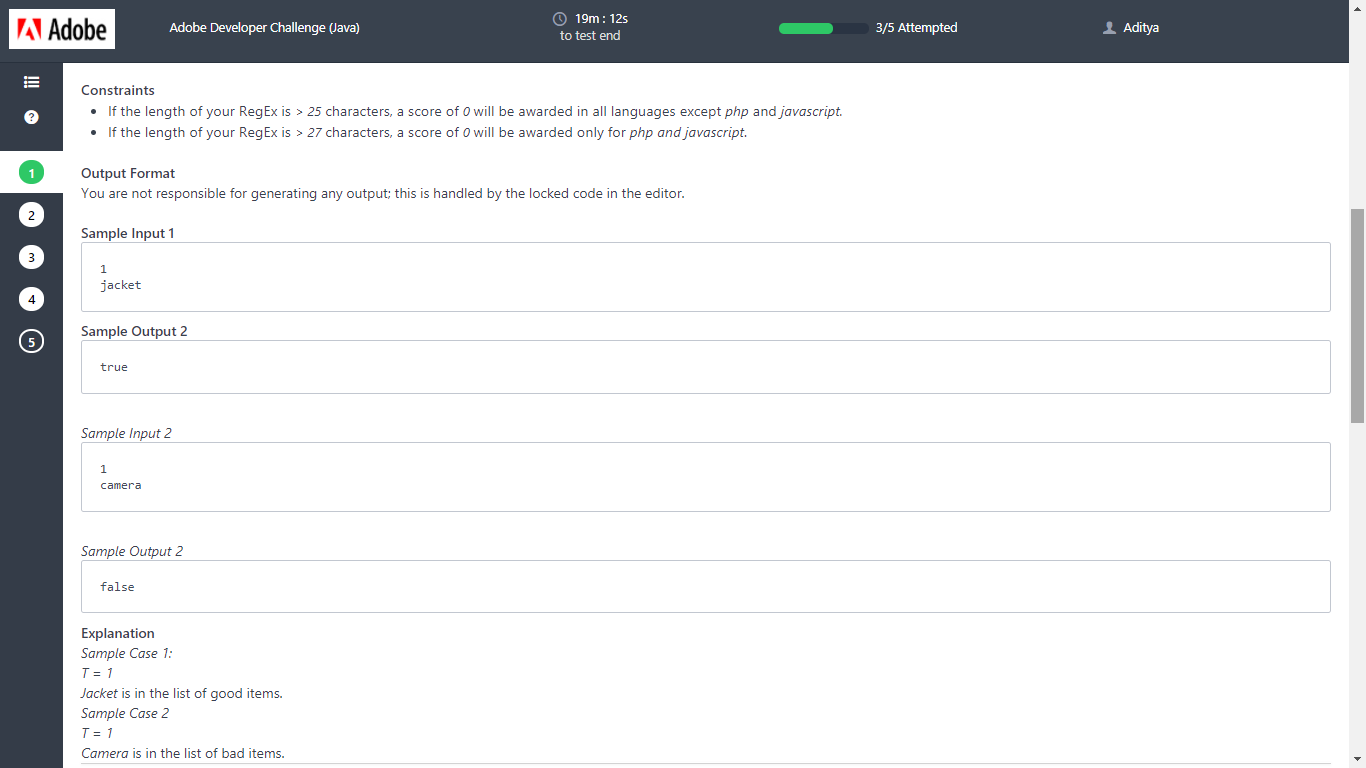 Adobe
Adobe Developer Challenge (Java)
19m : 12s
to test end
3/5 Attempted
Aditya
?
1
2
3
4
5
Constraints
• If the length of your RegEx is > 25 characters, a score of 0 will be awarded in all languages except php and javascript.
• If the length of your RegEx is > 27 characters, a score of 0 will be awarded only for php and javascript.
Output Format
You are not responsible for generating any output; this is handled by the locked code in the editor.
Sample Input 1
1
jacket
Sample Output 2
true
Sample Input 2
1
camera
Sample Output 2
false
Explanation
Sample Case 1:
T = 1
Jacket is in the list of good items.
Sample Case 2
T = 1
Camera is in the list of bad items.